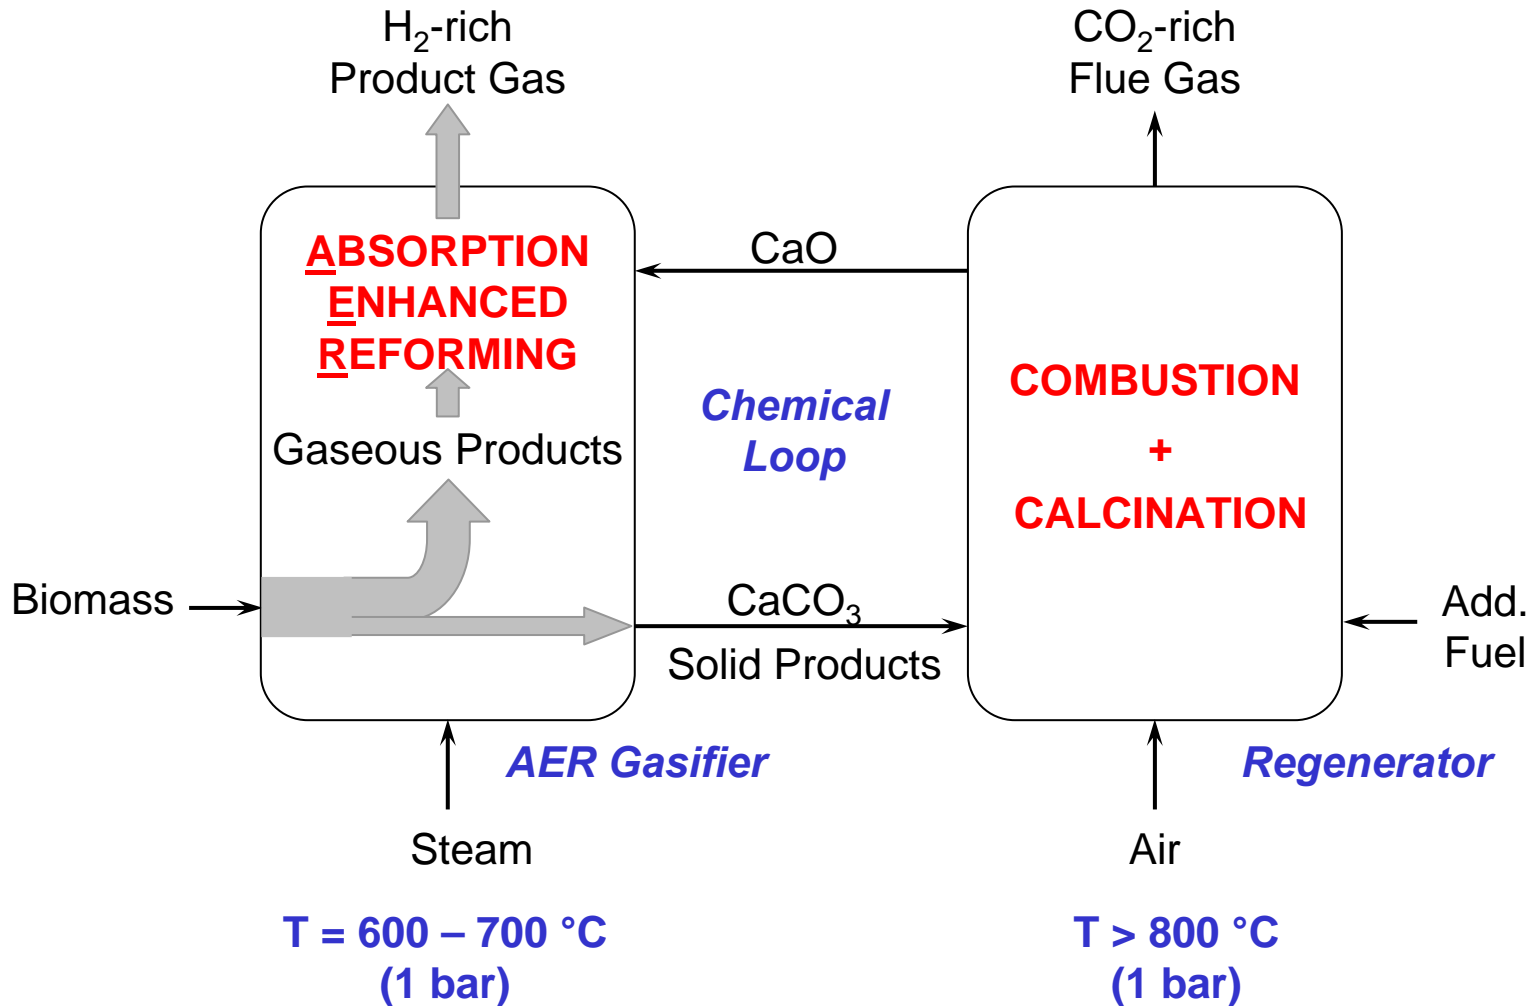 H₂-rich
Product Gas
CO₂-rich
Flue Gas
ABSORPTION
ENHANCED
REFORMING
CaO
Chemical
Loop
COMBUSTION
+
CALCINATION
Gaseous Products
Biomass
CaCO₃
Solid Products
Add.
Fuel
AER Gasifier
Regenerator
Steam
Air
T = 600 – 700 °C
(1 bar)
T > 800 °C
(1 bar)